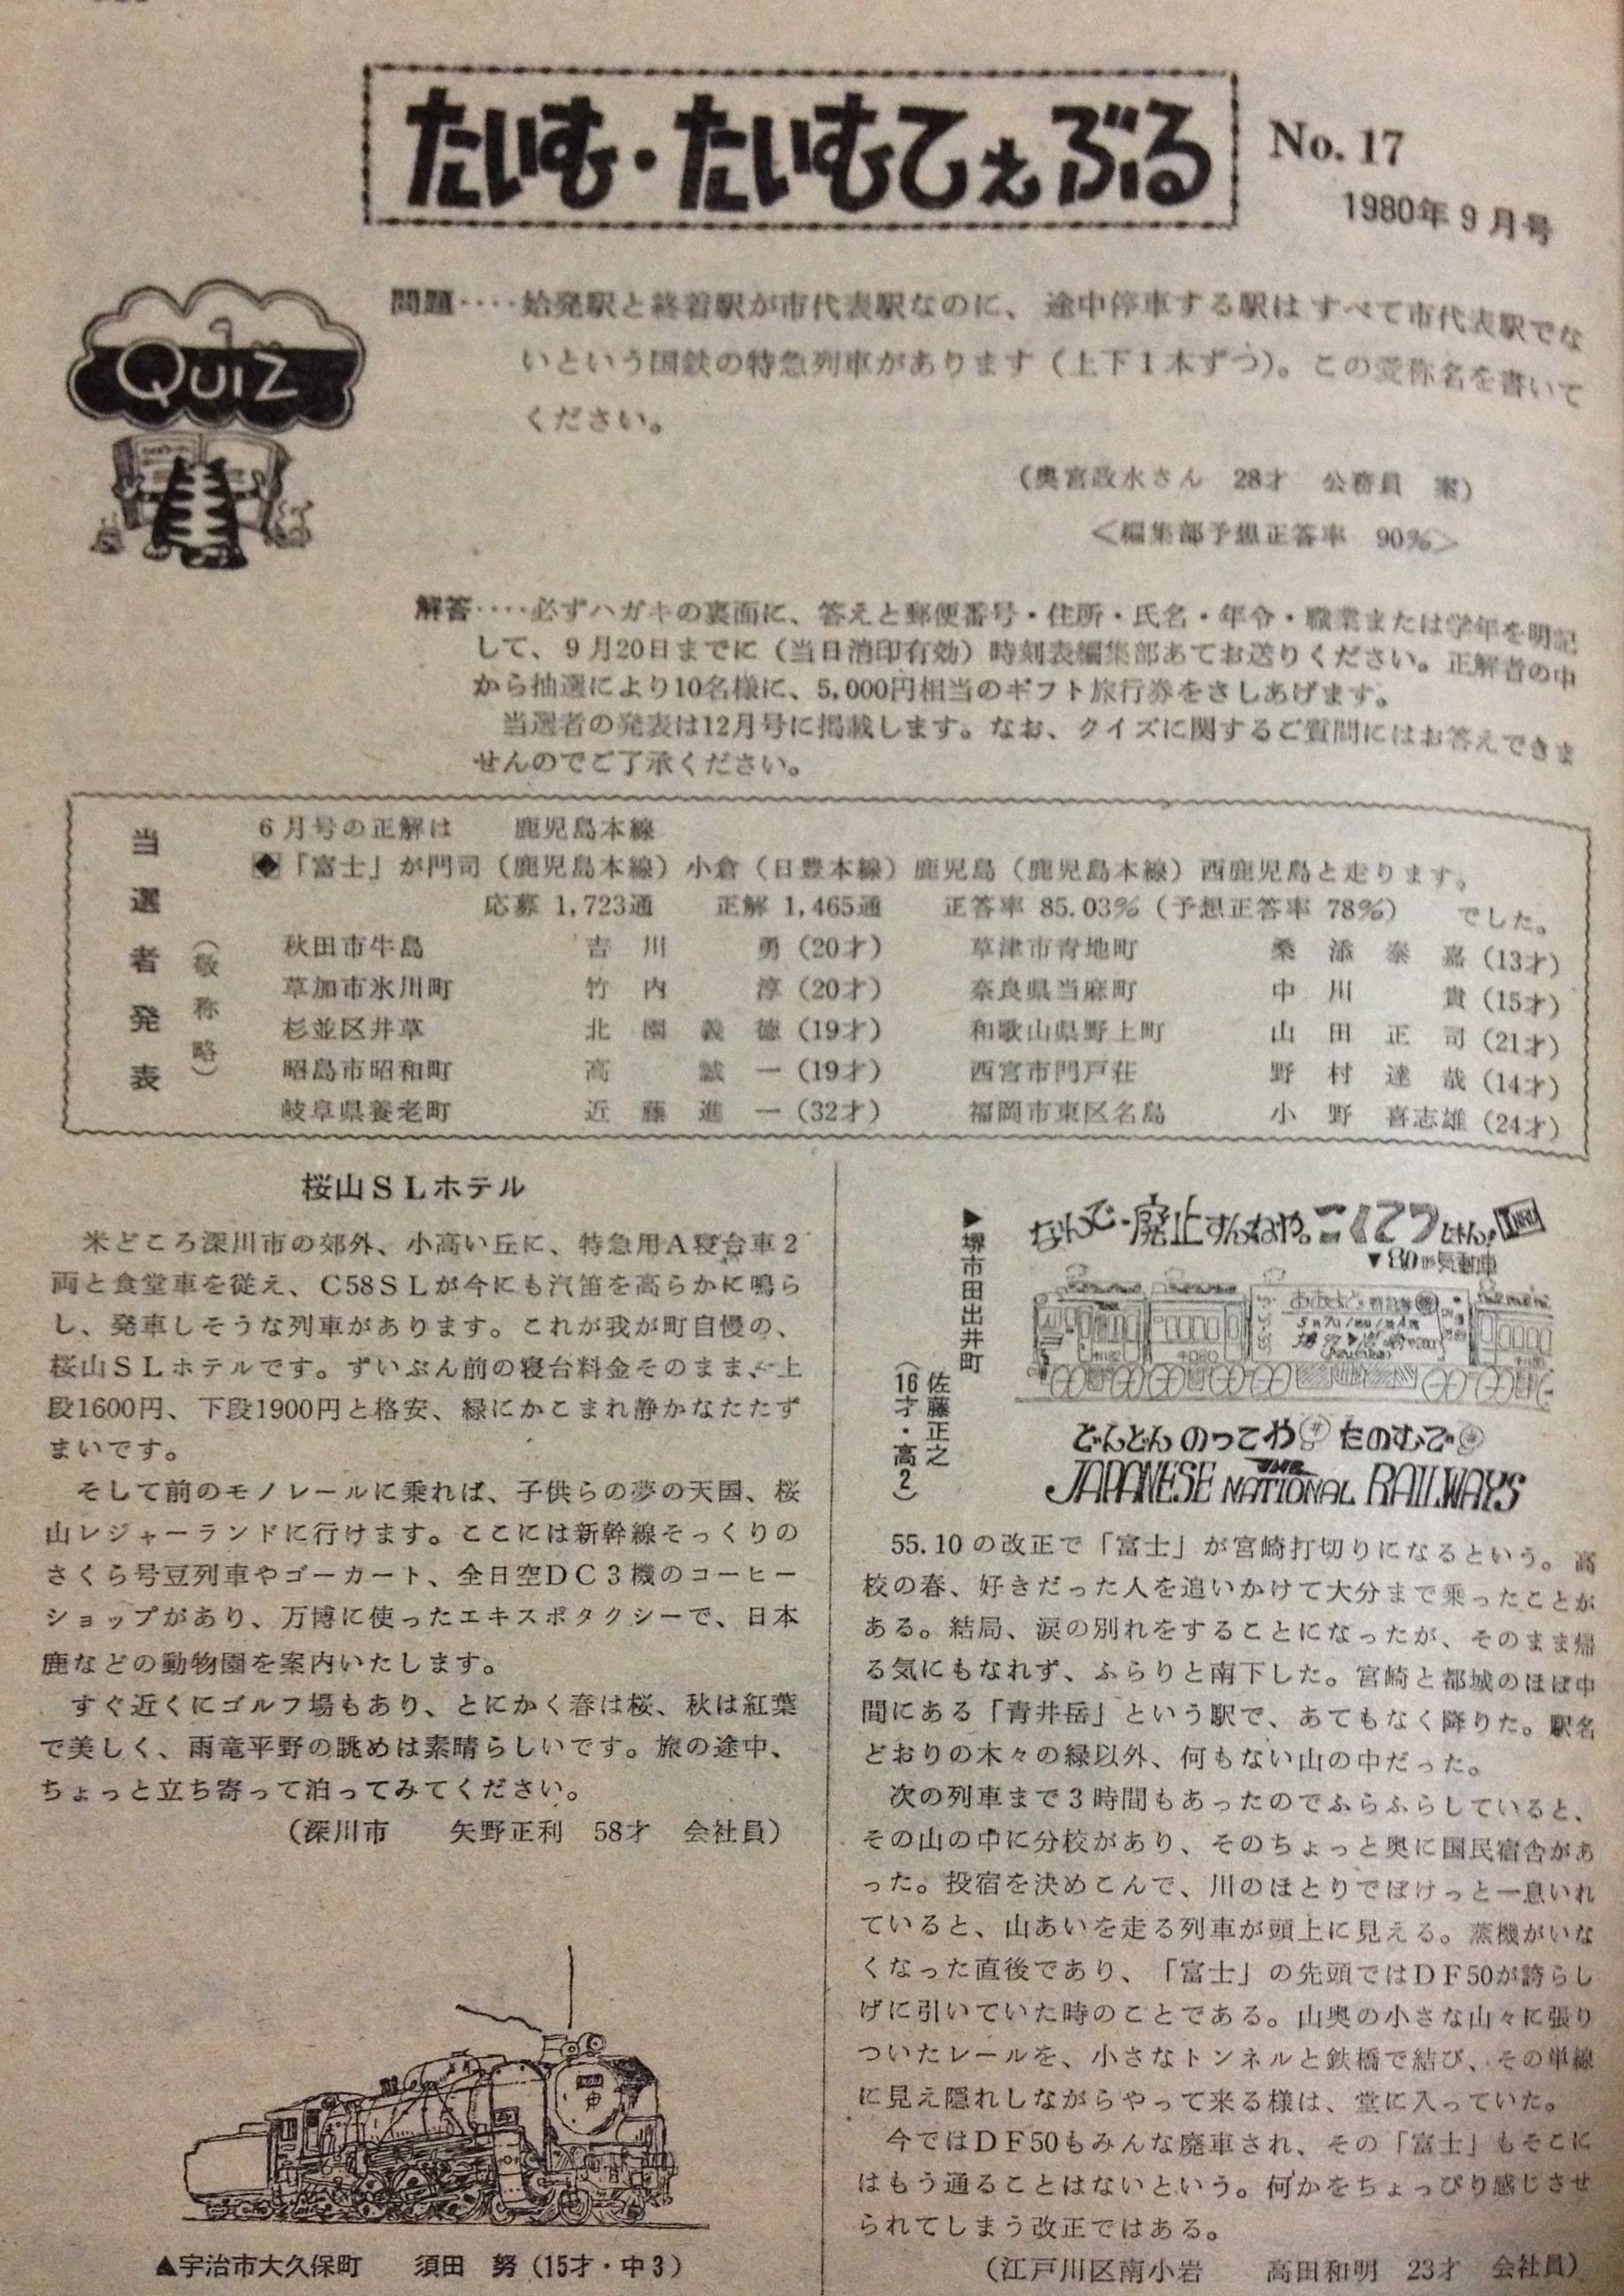 たいむ・たいむてぇぶる
No. 17
1980年9月号
QUIZ
問題‥‥始発駅と終着駅が市代表駅なのに、途中停車する駅はすべて市代表駅でな
いという国鉄の特急列車があります（上下1本ずつ）。この愛称名を書いて
ください。
（奥宮政水さん　28才　公務員　案）
＜編集部予想正答率　90％＞
解答‥‥必ずハガキの裏面に、答えと郵便番号・住所・氏名・年令・職業または学年を明記
して、9月20日までに（当日消印有効）時刻表編集部あてお送りください。正解者の中
から抽選により10名様に、5,000円相当のギフト旅行券をさしあげます。
当選者の発表は12月号に掲載します。なお、クイズに関するご質問にはお答えできま
せんのでご了承ください。
当選者発表
（敬称略）
6月号の正解は　鹿児島本線
◆「富士」が門司（鹿児島本線）小倉（日豊本線）鹿児島（鹿児島本線）西鹿児島と走ります。
応募 1,723通　正解 1,465通　正答率 85.03％（予想正答率 78％）　でした。
秋田市牛島　吉川　勇（20才）　草津市青地町　桑添泰嘉（13才）
草加市氷川町　竹内　淳（20才）　奈良県当麻町　中川　貴（15才）
杉並区井草　北園義徳（19才）　和歌山県野上町　山田正司（21才）
昭島市昭和町　高　誠一（19才）　西宮市門戸荘　野村達哉（14才）
岐阜県養老町　近藤進一（32才）　福岡市東区名島　小野喜志雄（24才）
桜山ＳＬホテル
米どころ深川市の郊外、小高い丘に、特急用Ａ寝台車2
両と食堂車を従え、C58ＳＬが今にも汽笛を高らかに鳴ら
し、発車しそうな列車があります。これが我が町自慢の、
桜山ＳＬホテルです。ずいぶん前の寝台料金そのまま、上
段1600円、下段1900円と格安、緑にかこまれ静かなたたず
まいです。
そして前のモノレールに乗れば、子供らの夢の天国、桜
山レジャーランドに行けます。ここには新幹線そっくりの
さくら号豆列車やゴーカート、全日空ＤＣ3機のコーヒー
ショップがあり、万博に使ったエキスポタクシーで、日本
鹿などの動物園を案内いたします。
すぐ近くにゴルフ場もあり、とにかく春は桜、秋は紅葉
で美しく、雨竜平野の眺めは素晴らしいです。旅の途中、
ちょっと立ち寄って泊ってみてください。
（深川市　矢野正利　58才　会社員）
▲宇治市大久保町　須田　努（15才・中3）
▶堺市田出井町
佐藤正之
（16才・高2）
なんで廃止すんねや。こくてつじゃん!
▼80系気動車
どんどんのってや たのむで
THE
JAPANESE NATIONAL RAILWAYS
55.10の改正で「富士」が宮崎打切りになるという。高
校の春、好きだった人を追いかけて大分まで乗ったことが
ある。結局、涙の別れをすることになったが、そのまま帰
る気にもなれず、ふらりと南下した。宮崎と都城のほぼ中
間にある「青井岳」という駅で、あてもなく降りた。駅名
どおりの木々の緑以外、何もない山の中だった。
次の列車まで3時間もあったのでふらふらしていると、
その山の中に分校があり、そのちょっと奥に国民宿舎があ
った。投宿を決めこんで、川のほとりでぼけっと一息いれ
ていると、山あいを走る列車が頭上に見える。蒸機がいな
くなった直後であり、「富士」の先頭ではＤＦ50が誇らし
げに引いていた時のことである。山奥の小さな山々に張り
ついたレールを、小さなトンネルと鉄橋で結び、その単線
に見え隠れしながらやって来る様は、堂に入っていた。
今ではＤＦ50もみんな廃車され、その「富士」もそこに
はもう通ることはないという。何かをちょっぴり感じさせ
られてしまう改正ではある。
（江戸川区南小岩　高田和明　23才　会社員）